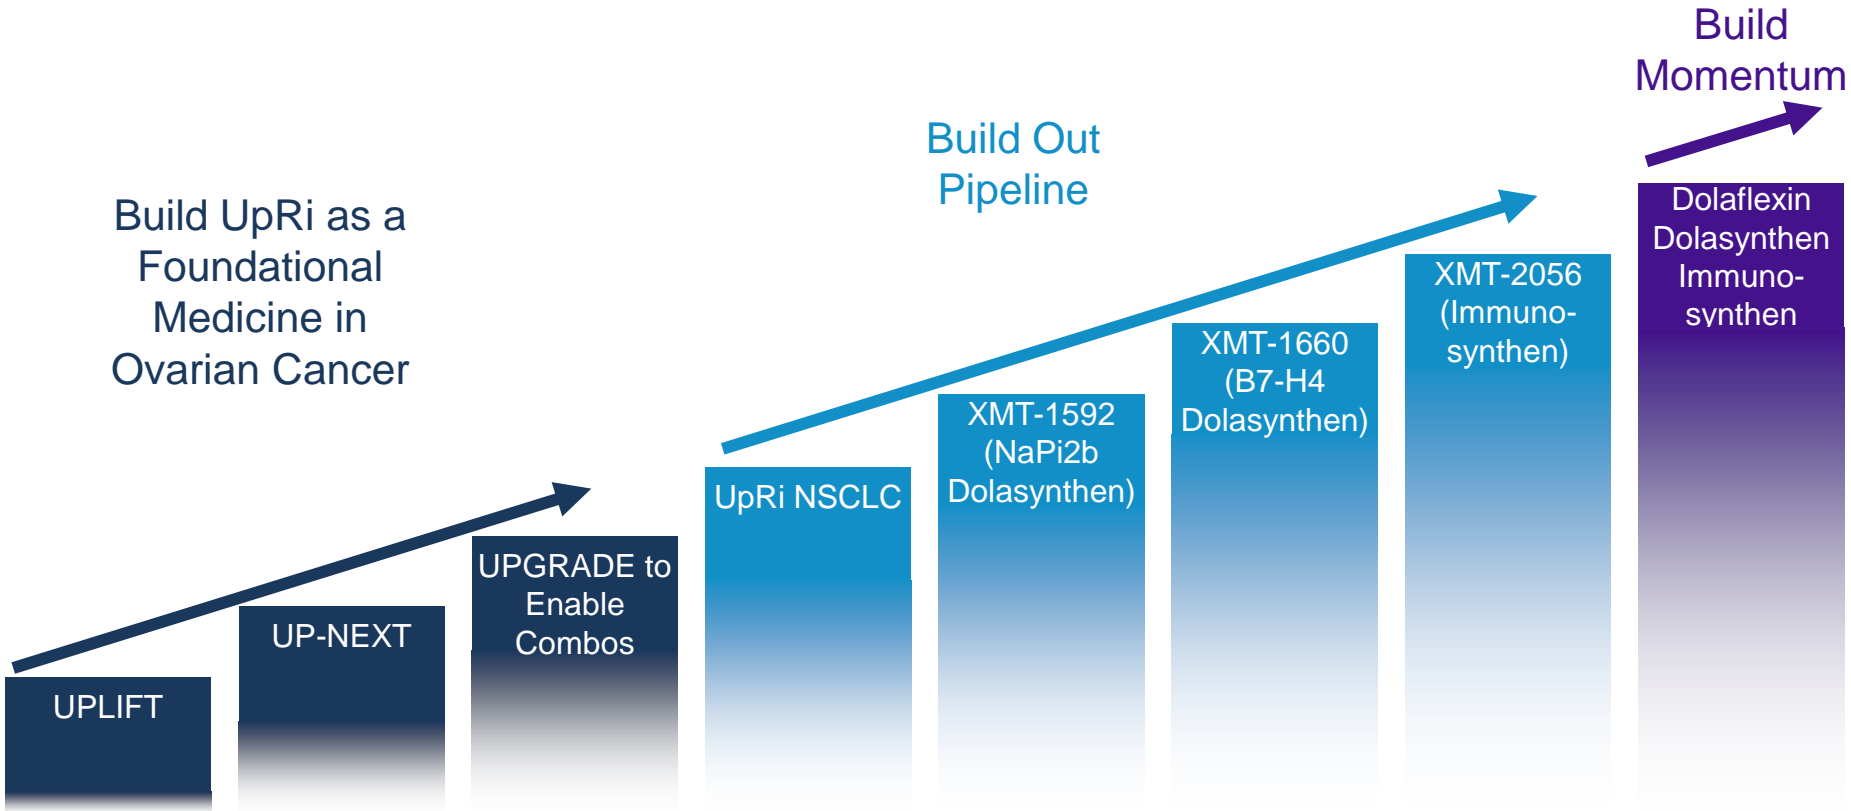 Build UpRi as a
Foundational
Medicine in
Ovarian Cancer
Build Out
Pipeline
Build
Momentum
UPLIFT
UP-NEXT
UPGRADE to
Enable
Combos
UpRi NSCLC
XMT-1592
(NaPi2b
Dolasynthen)
XMT-1660
(B7-H4
Dolasynthen)
XMT-2056
(Immuno-
synthen)
Dolaflexin
Dolasynthen
Immuno-
synthen